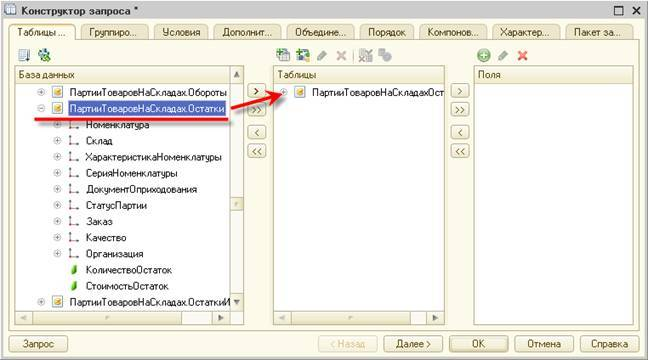 Конструктор запроса *
Таблицы ... Группиро... Условия Дополнит... Объедине... Порядок Компонов... Характер... Пакет за...
База данных
ПартииТоваровНаСкладах.Обороты
ПартииТоваровНаСкладах.Остатки
Номенклатура
Склад
ХарактеристикаНоменклатуры
СерияНоменклатуры
ДокументОприходования
СтатусПартии
Заказ
Качество
Организация
КоличествоОстаток
СтоимостьОстаток
ПартииТоваровНаСкладах.ОстаткиИ
> >> < <<
Таблицы
ПартииТоваровНаСкладахОст
> >> < <<
Поля
Запрос < Назад Далее > OK Отмена Справка